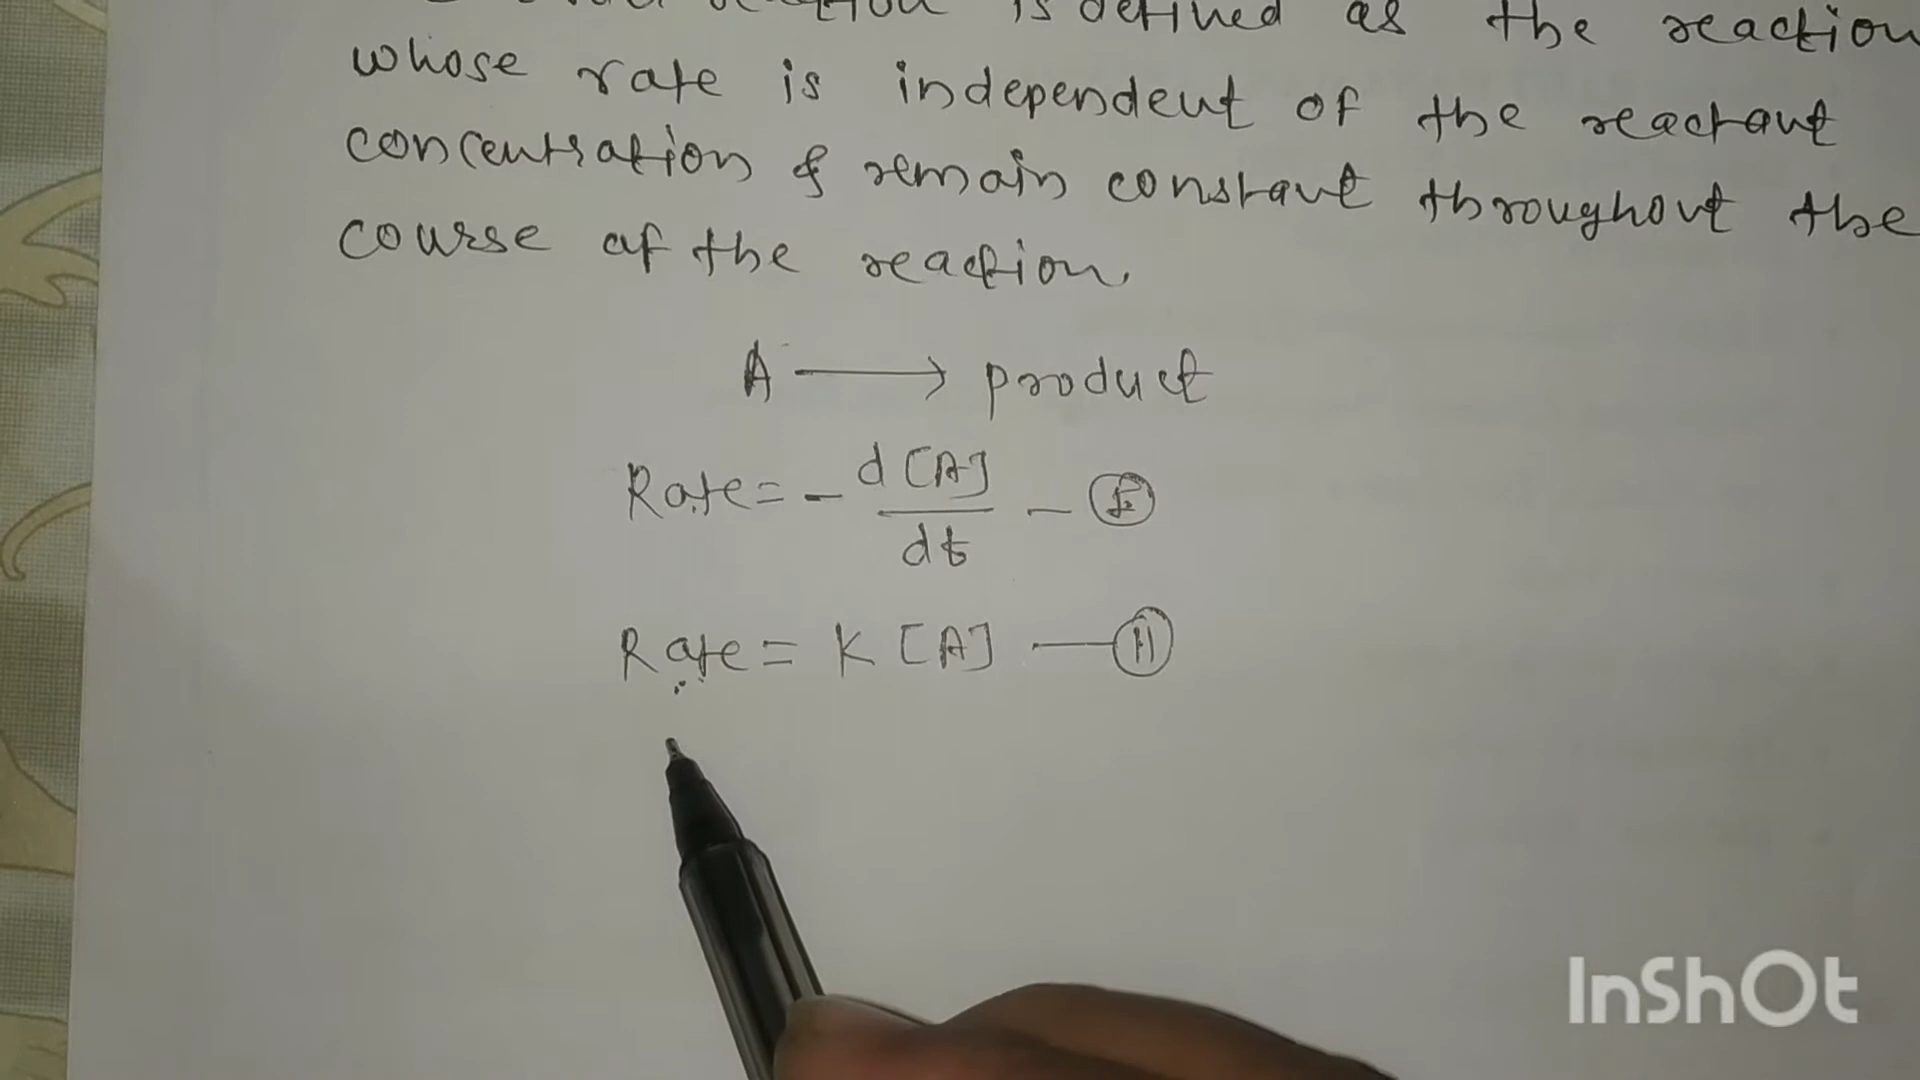 is defined as the reaction
whose rate is independent of the reactant
concentration & remain constant throughout the
course of the reaction.
A → product
Rate = - d[A]/dt - I
Rate = K [A] — II
InShOt